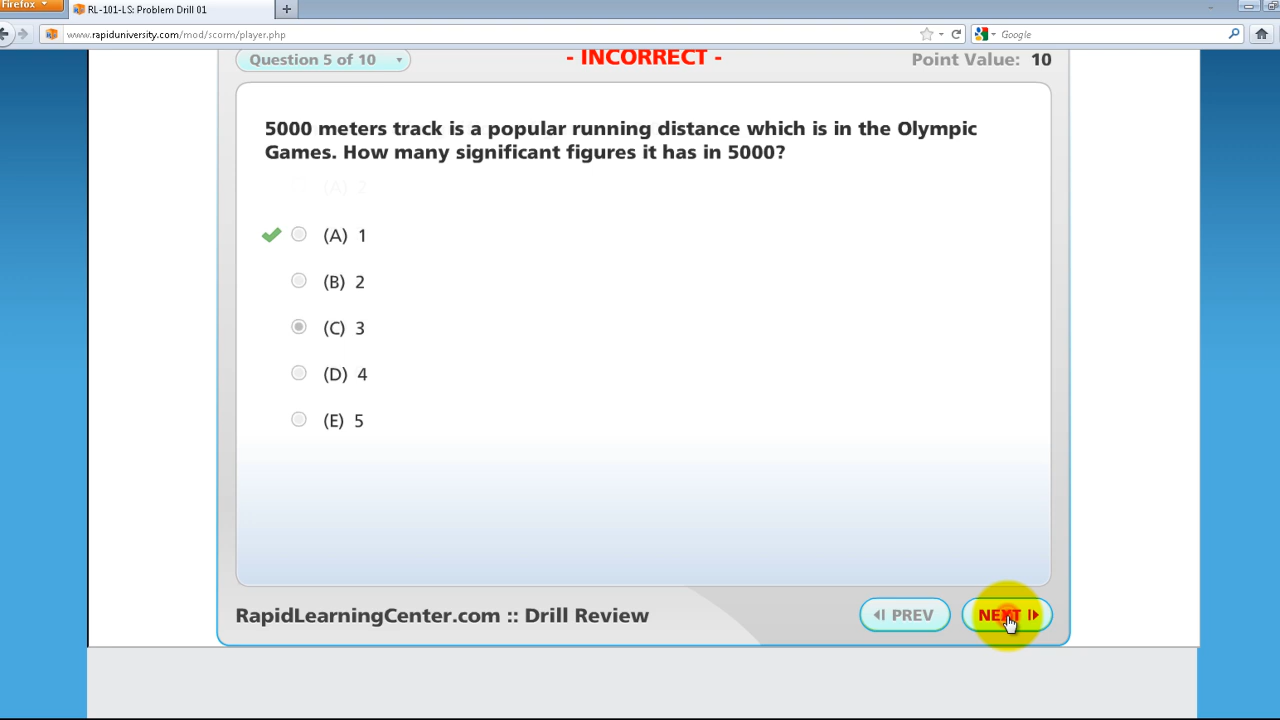 Firefox
RL-101-LS: Problem Drill 01
www.rapiduniversity.com/mod/scorm/player.php
Google
Question 5 of 10
- INCORRECT -
Point Value: 10
5000 meters track is a popular running distance which is in the Olympic
Games. How many significant figures it has in 5000?
(A) 2
(A) 1
(B) 2
(C) 3
(D) 4
(E) 5
RapidLearningCenter.com :: Drill Review
PREV
NEXT